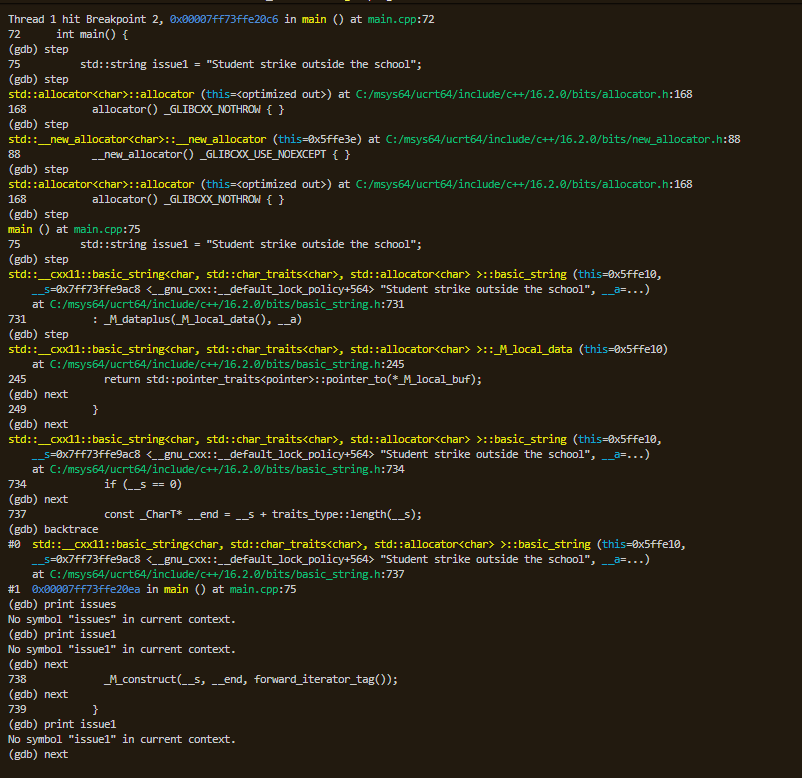 Thread 1 hit Breakpoint 2, 0x00007ff73ffe20c6 in main () at main.cpp:72
72      int main() {
(gdb) step
75          std::string issue1 = "Student strike outside the school";
(gdb) step
std::allocator<char>::allocator (this=<optimized out>) at C:/msys64/ucrt64/include/c++/16.2.0/bits/allocator.h:168
168           allocator() _GLIBCXX_NOTHROW { }
(gdb) step
std::__new_allocator<char>::__new_allocator (this=0x5ffe3e) at C:/msys64/ucrt64/include/c++/16.2.0/bits/new_allocator.h:88
88            __new_allocator() _GLIBCXX_USE_NOEXCEPT { }
(gdb) step
std::allocator<char>::allocator (this=<optimized out>) at C:/msys64/ucrt64/include/c++/16.2.0/bits/allocator.h:168
168           allocator() _GLIBCXX_NOTHROW { }
(gdb) step
main () at main.cpp:75
75          std::string issue1 = "Student strike outside the school";
(gdb) step
std::__cxx11::basic_string<char, std::char_traits<char>, std::allocator<char> >::basic_string (this=0x5ffe10,
    __s=0x7ff73ffe9ac8 <__gnu_cxx::__default_lock_policy+564> "Student strike outside the school", __a=...)
    at C:/msys64/ucrt64/include/c++/16.2.0/bits/basic_string.h:731
731           : _M_dataplus(_M_local_data(), __a)
(gdb) step
std::__cxx11::basic_string<char, std::char_traits<char>, std::allocator<char> >::_M_local_data (this=0x5ffe10)
    at C:/msys64/ucrt64/include/c++/16.2.0/bits/basic_string.h:245
245             return std::pointer_traits<pointer>::pointer_to(*_M_local_buf);
(gdb) next
249           }
(gdb) next
std::__cxx11::basic_string<char, std::char_traits<char>, std::allocator<char> >::basic_string (this=0x5ffe10,
    __s=0x7ff73ffe9ac8 <__gnu_cxx::__default_lock_policy+564> "Student strike outside the school", __a=...)
    at C:/msys64/ucrt64/include/c++/16.2.0/bits/basic_string.h:734
734             if (__s == 0)
(gdb) next
737             const _CharT* __end = __s + traits_type::length(__s);
(gdb) backtrace
#0  std::__cxx11::basic_string<char, std::char_traits<char>, std::allocator<char> >::basic_string (this=0x5ffe10,
    __s=0x7ff73ffe9ac8 <__gnu_cxx::__default_lock_policy+564> "Student strike outside the school", __a=...)
    at C:/msys64/ucrt64/include/c++/16.2.0/bits/basic_string.h:737
#1  0x00007ff73ffe20ea in main () at main.cpp:75
(gdb) print issues
No symbol "issues" in current context.
(gdb) print issue1
No symbol "issue1" in current context.
(gdb) next
738             _M_construct(__s, __end, forward_iterator_tag());
(gdb) next
739           }
(gdb) print issue1
No symbol "issue1" in current context.
(gdb) next